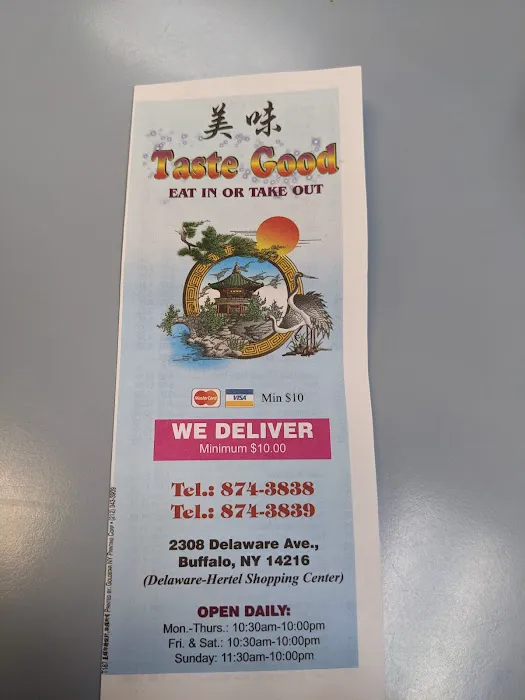 美味
Taste Good
EAT IN OR TAKE OUT
MasterCard VISA Min $10
WE DELIVER
Minimum $10.00
Tel.: 874-3838
Tel.: 874-3839
2308 Delaware Ave.,
Buffalo, NY 14216
(Delaware-Hertel Shopping Center)
OPEN DAILY:
Mon.-Thurs.: 10:30am-10:00pm
Fri. & Sat.: 10:30am-10:00pm
Sunday: 11:30am-10:00pm